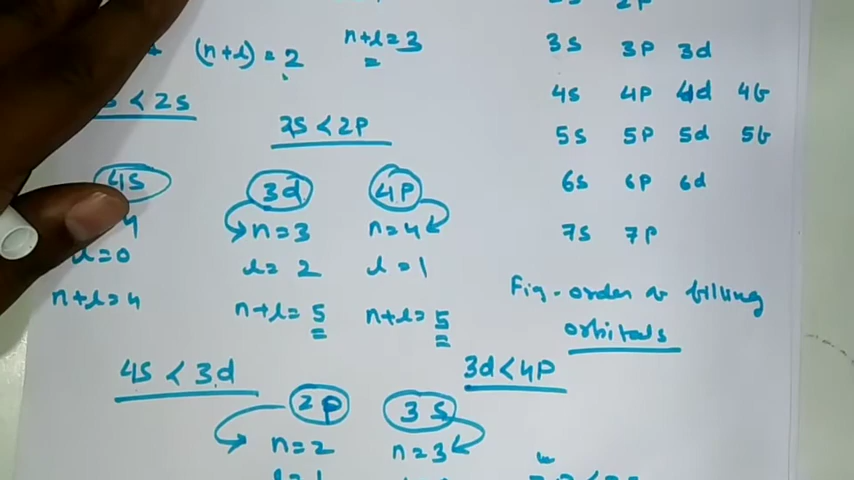 2P
(n+l) = 2
n+l=3
3S 3P 3d
4S 4P 4d 4f
< 2S
2S < 2P
5S 5P 5d 5f
4S
3d
4P
6S 6P 6d
4
n=3
n=4
7S 7P
l=0
l=2
l=1
n+l=4
n+l=5
n+l=5
Fig-order of filling
orbitals
4S < 3d
3d < 4P
2P
3S
n=2
n=3